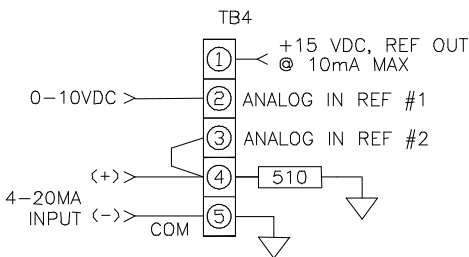 TB4
1
+15 VDC, REF OUT
@ 10mA MAX
0-10VDC
2
ANALOG IN REF #1
3
ANALOG IN REF #2
(+)
4
510
4-20MA
INPUT (-)
COM
5